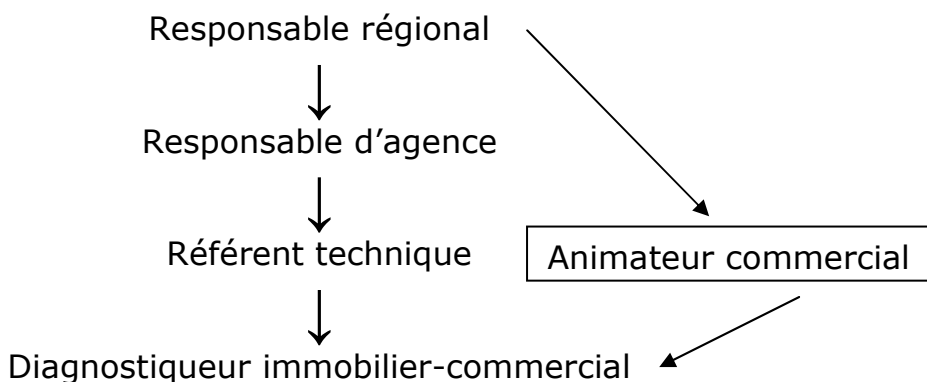 Responsable régional
Responsable d’agence
Référent technique
Animateur commercial
Diagnostiqueur immobilier-commercial